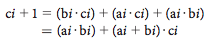 ci + 1 = (bi · ci) + (ai · ci) + (ai · bi)
= (ai · bi) + (ai + bi) · ci